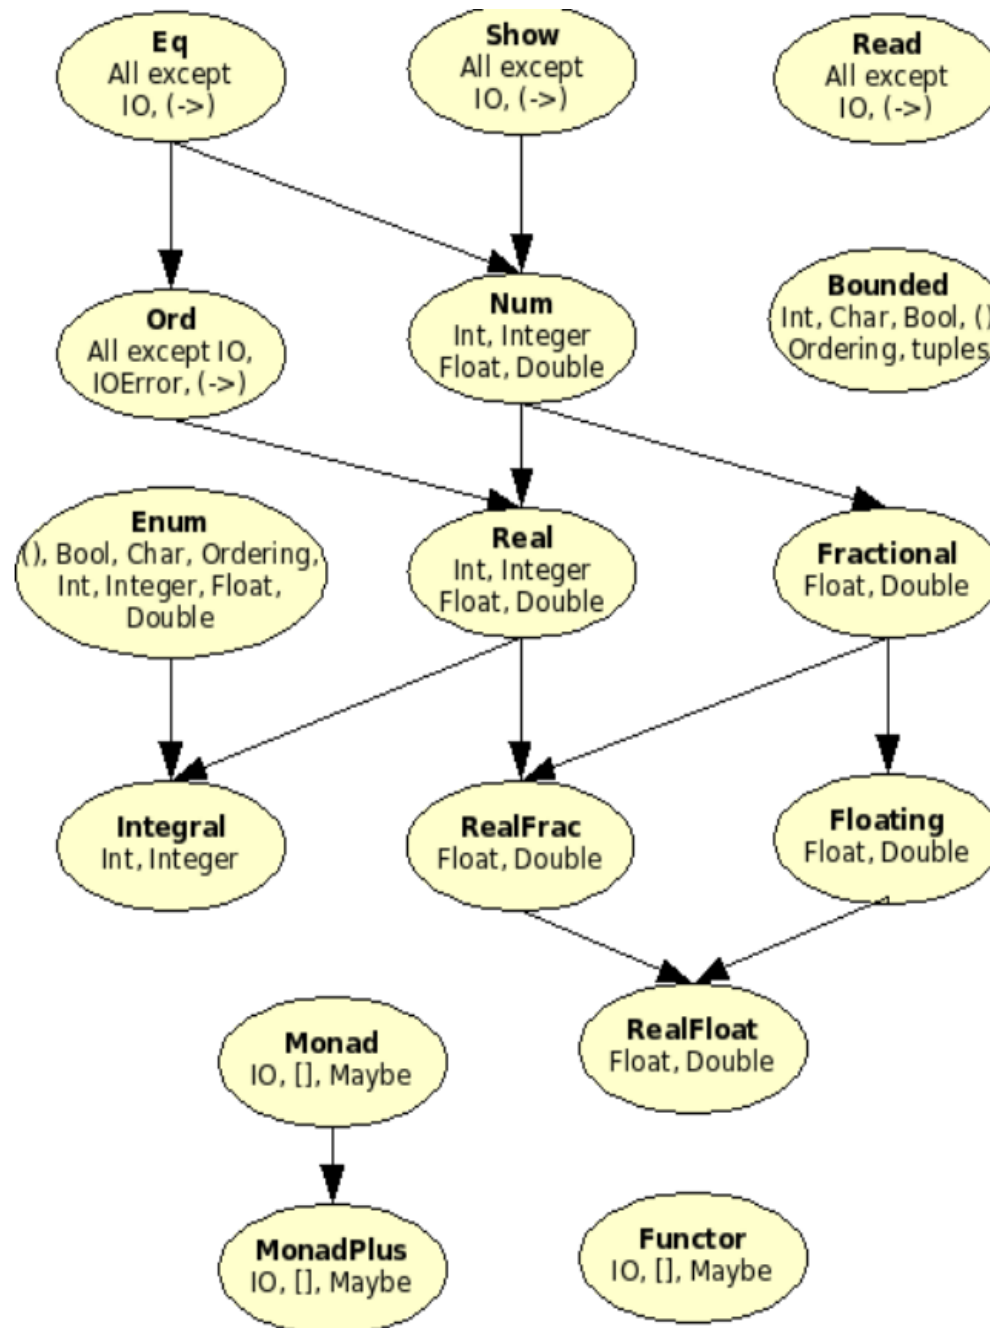 Eq
All except
IO, (->)
Show
All except
IO, (->)
Read
All except
IO, (->)
Ord
All except IO,
IOError, (->)
Num
Int, Integer
Float, Double
Bounded
Int, Char, Bool, ()
Ordering, tuples
Enum
(), Bool, Char, Ordering,
Int, Integer, Float,
Double
Real
Int, Integer
Float, Double
Fractional
Float, Double
Integral
Int, Integer
RealFrac
Float, Double
Floating
Float, Double
Monad
IO, [], Maybe
RealFloat
Float, Double
MonadPlus
IO, [], Maybe
Functor
IO, [], Maybe